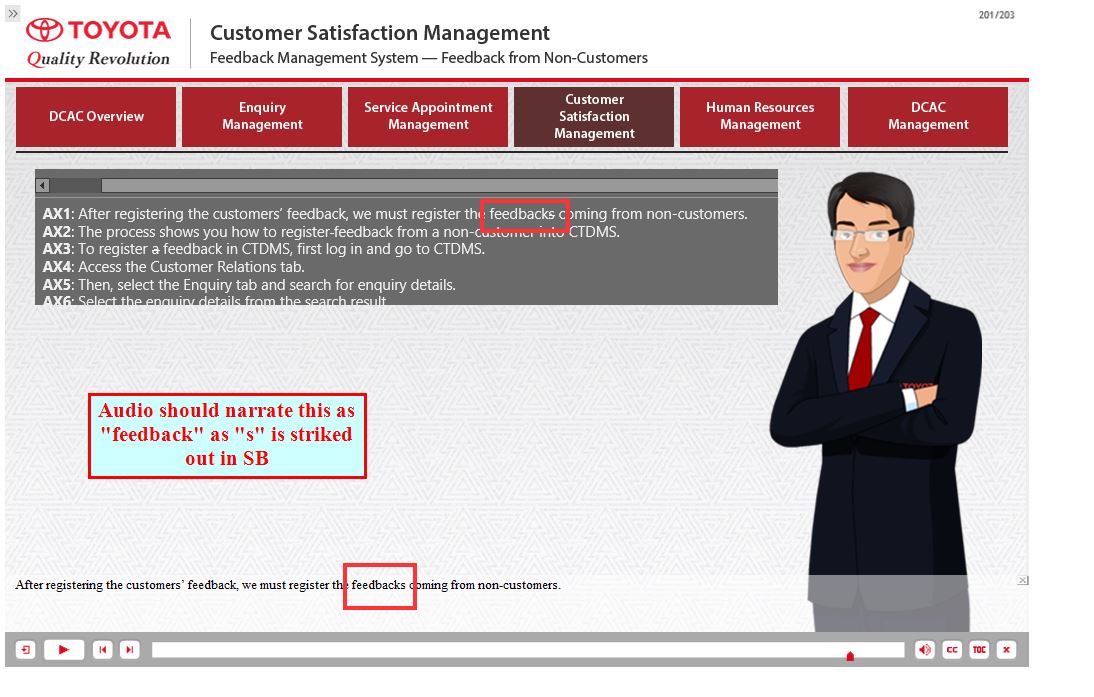 201/203
TOYOTA
Quality Revolution
Customer Satisfaction Management
Feedback Management System — Feedback from Non-Customers
DCAC Overview
Enquiry
Management
Service Appointment
Management
Customer
Satisfaction
Management
Human Resources
Management
DCAC
Management
AX1: After registering the customers’ feedback, we must register the feedbacks coming from non-customers.
AX2: The process shows you how to register feedback from a non-customer into CTDMS.
AX3: To register a feedback in CTDMS, first log in and go to CTDMS.
AX4: Access the Customer Relations tab.
AX5: Then, select the Enquiry tab and search for enquiry details.
AX6: Select the enquiry details from the search result.
TOYOTA
Audio should narrate this as
"feedback" as "s" is striked
out in SB
After registering the customers’ feedback, we must register the feedbacks coming from non-customers.
CC
TOC